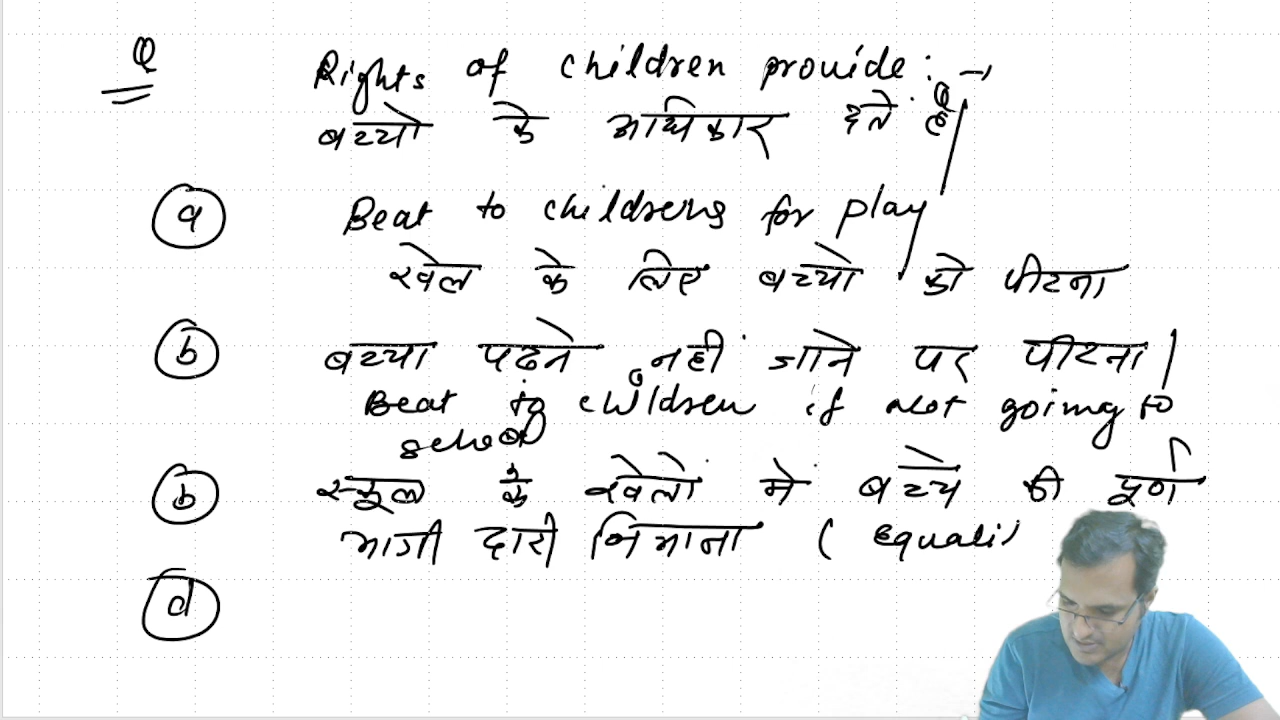 Q Rights of children provide : →
बच्चो के अधिकार देते है|
a Beat to childrens for play
खेल के लिए बच्चो को पीटना
b बच्चा पढने नही जाने पर पीटना|
Beat to children if not going to
school
b स्कूल के खेलो में बच्चे की पूर्ण
भागी दारी निभाना ( equali
d